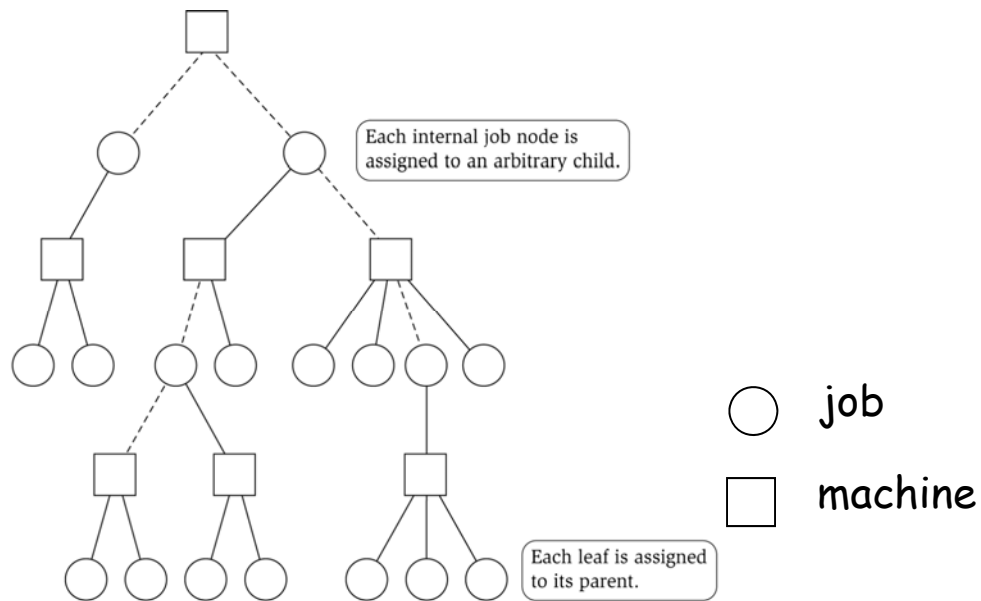 Each internal job node is
assigned to an arbitrary child.
job
machine
Each leaf is assigned
to its parent.